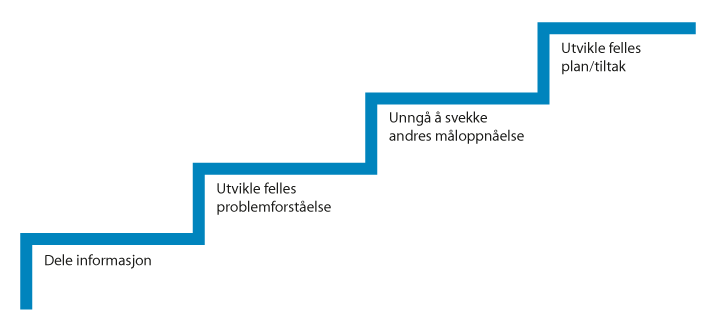 Utvikle felles
plan/tiltak
Unngå å svekke
andres måloppnåelse
Utvikle felles
problemforståelse
Dele informasjon